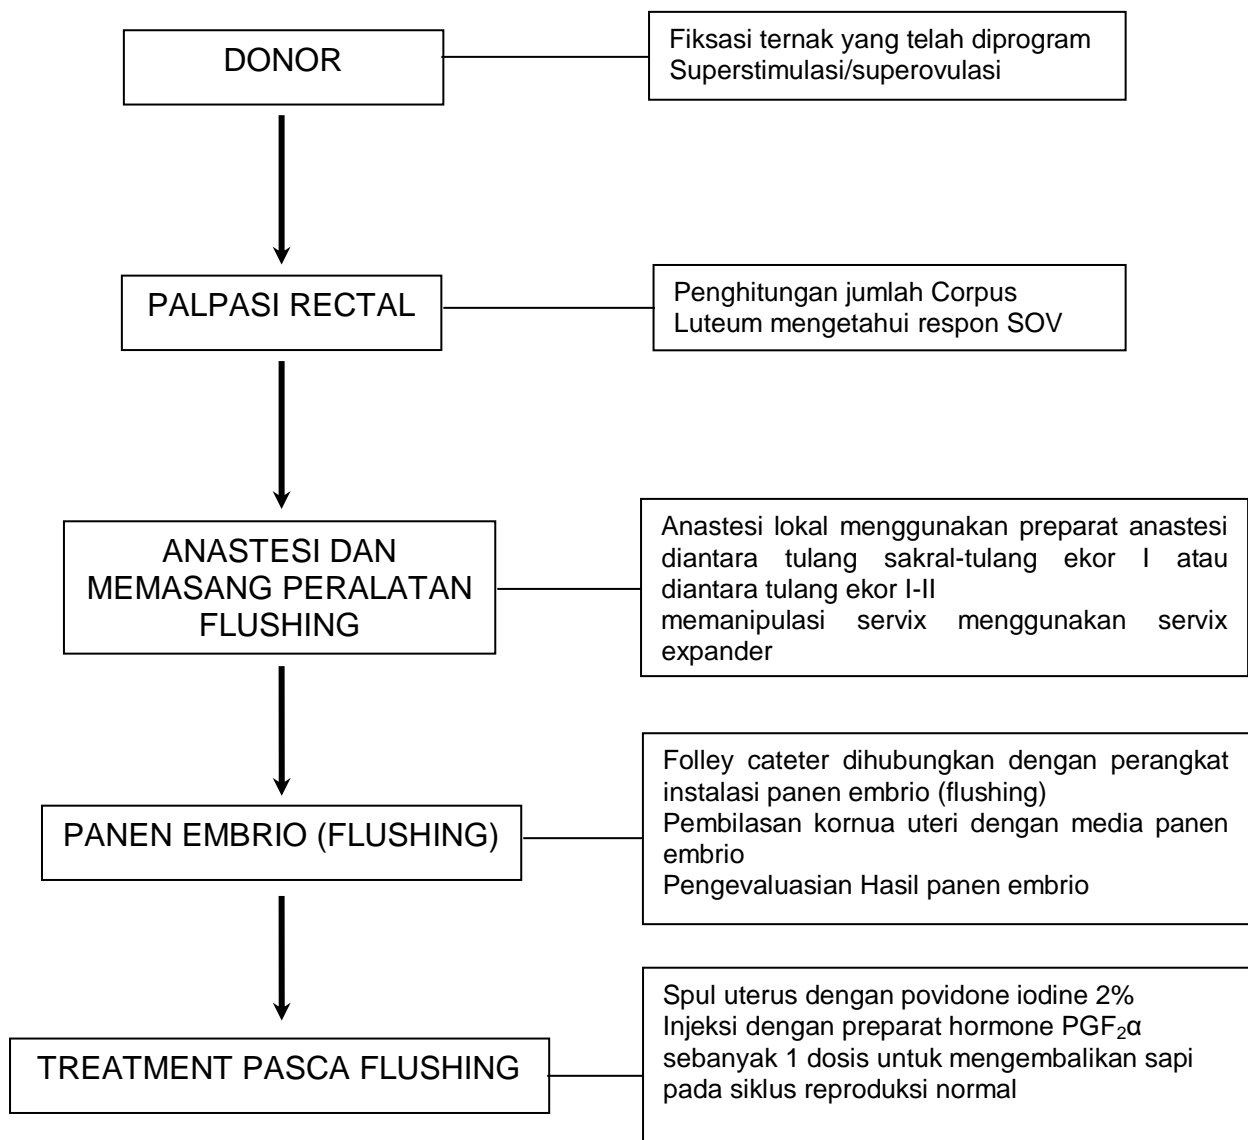 DONOR
Fiksasi ternak yang telah diprogram
Superstimulasi/superovulasi
PALPASI RECTAL
Penghitungan jumlah Corpus
Luteum mengetahui respon SOV
ANASTESI DAN
MEMASANG PERALATAN
FLUSHING
Anastesi lokal menggunakan preparat anastesi
diantara tulang sakral-tulang ekor I atau
diantara tulang ekor I-II
memanipulasi servix menggunakan servix
expander
PANEN EMBRIO (FLUSHING)
Folley cateter dihubungkan dengan perangkat
instalasi panen embrio (flushing)
Pembilasan kornua uteri dengan media panen
embrio
Pengevaluasian Hasil panen embrio
TREATMENT PASCA FLUSHING
Spul uterus dengan povidone iodine 2%
Injeksi dengan preparat hormone PGF₂α
sebanyak 1 dosis untuk mengembalikan sapi
pada siklus reproduksi normal